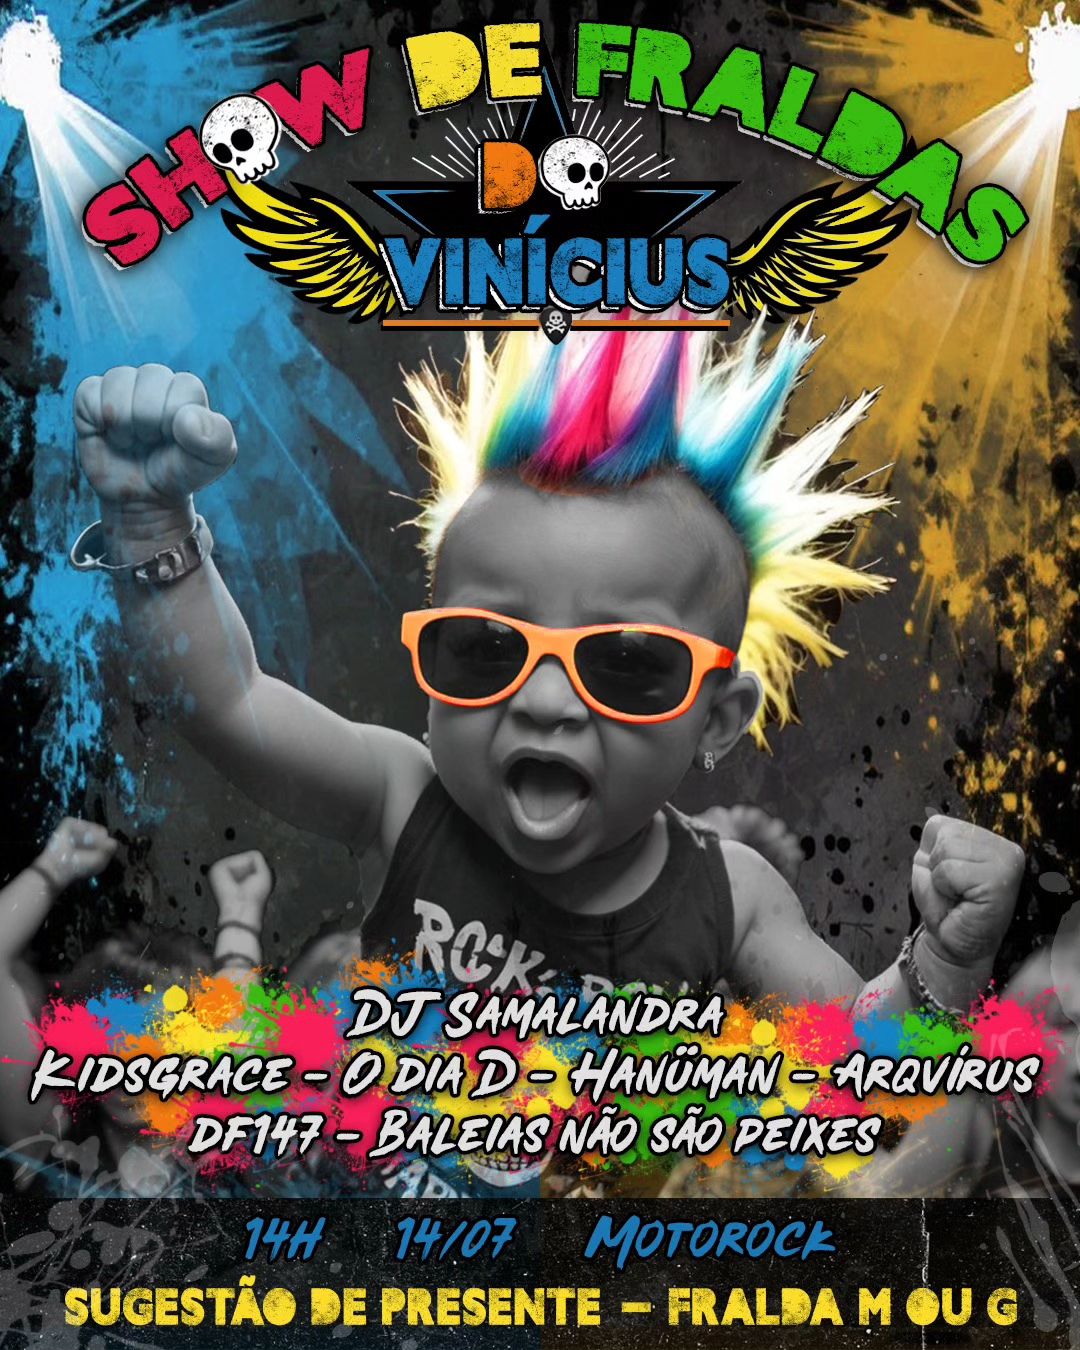 SHOW DE FRALDAS
DO
VINÍCIUS
ROCK
DJ SAMALANDRA
KIDSGRACE - O DIA D - HANÜMAN - ARQVÍRUS
DF147 - BALEIAS NÃO SÃO PEIXES
14H 14/07 MOTOROCK
SUGESTÃO DE PRESENTE - FRALDA M OU G